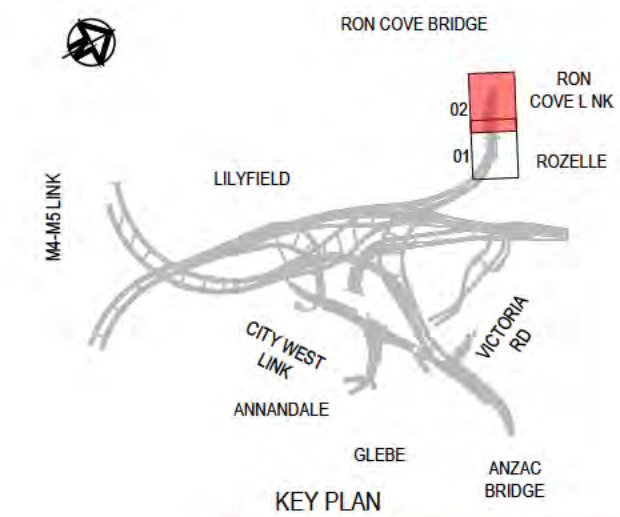 RON COVE BRIDGE
RON
COVE L NK
02
01
ROZELLE
LILYFIELD
M4-M5 LINK
CITY WEST
LINK
VICTORIA
RD
ANNANDALE
GLEBE
ANZAC
BRIDGE
KEY PLAN